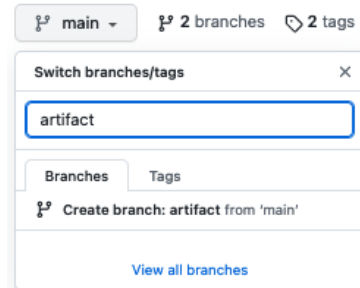 main 2 branches 2 tags
Switch branches/tags
artifact
Branches Tags
Create branch: artifact from 'main'
View all branches